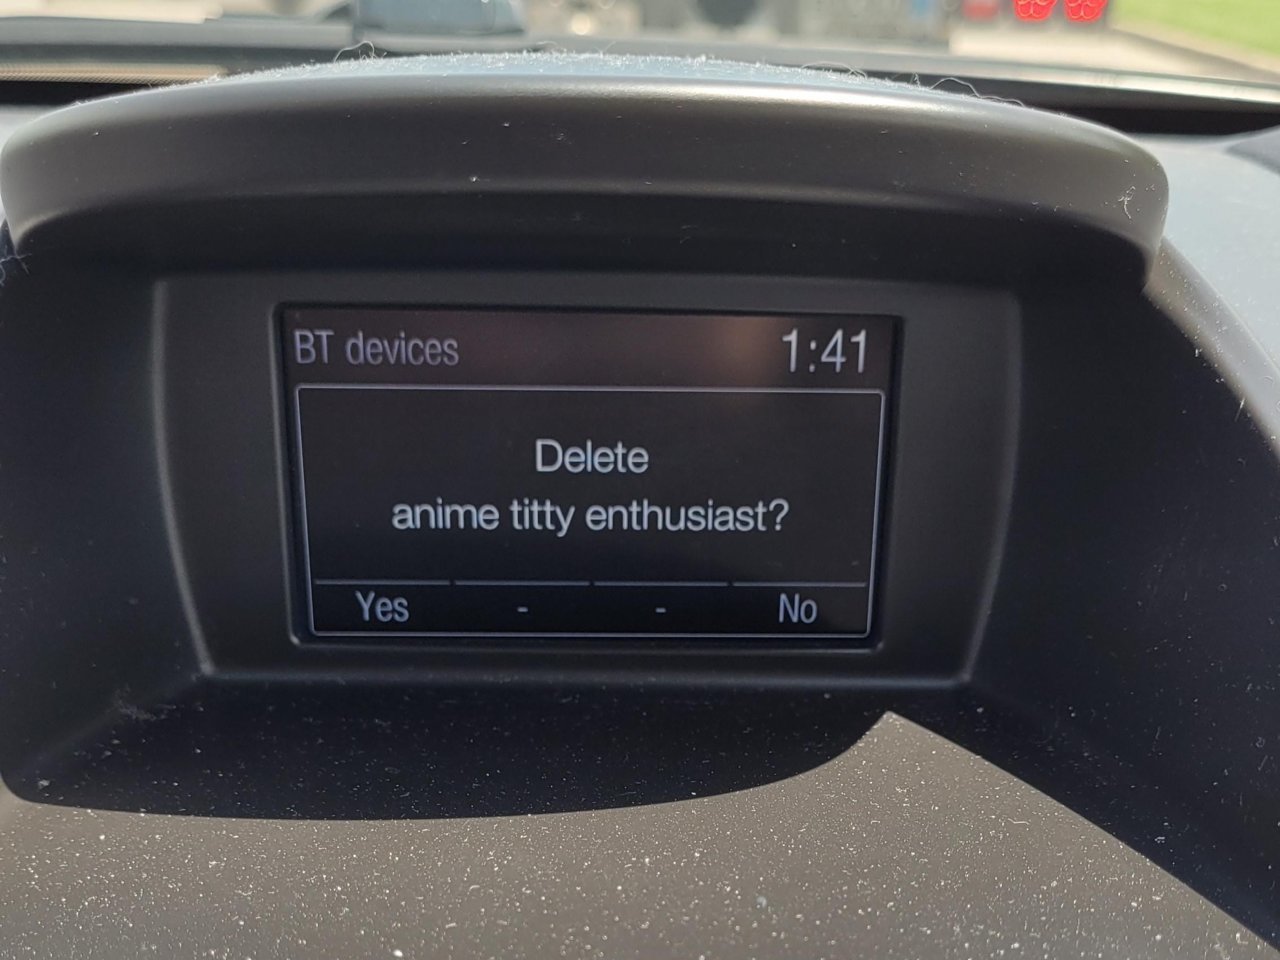 BT devices 1:41
Delete
anime titty enthusiast?
Yes - - No